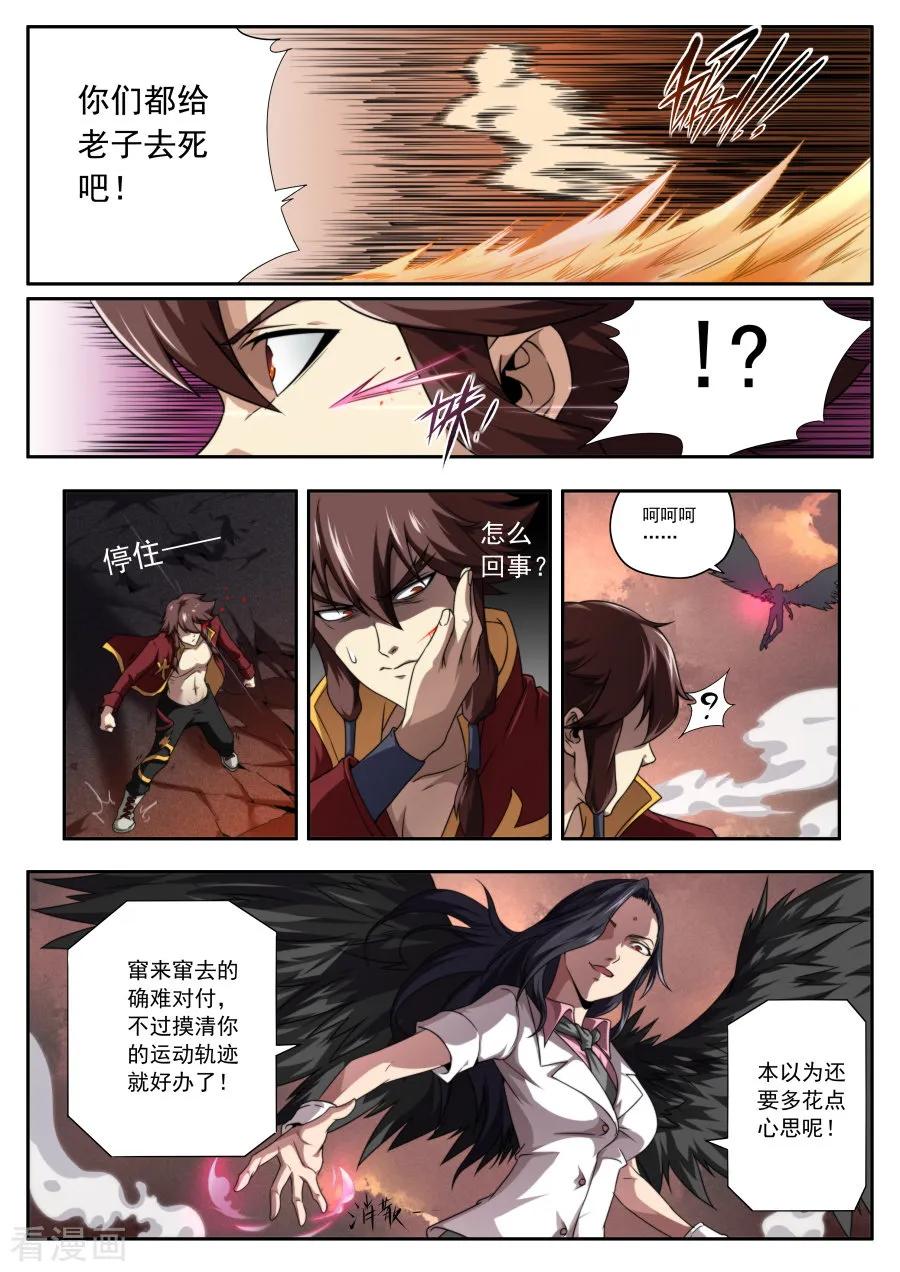 你们都给
老子去死
吧！
！？
哧！
停住——
怎么
回事？
呵呵呵
……
？
窜来窜去的
确难对付，
不过摸清你
的运动轨迹
就好办了！
本以为还
要多花点
心思呢！
消散
看漫画